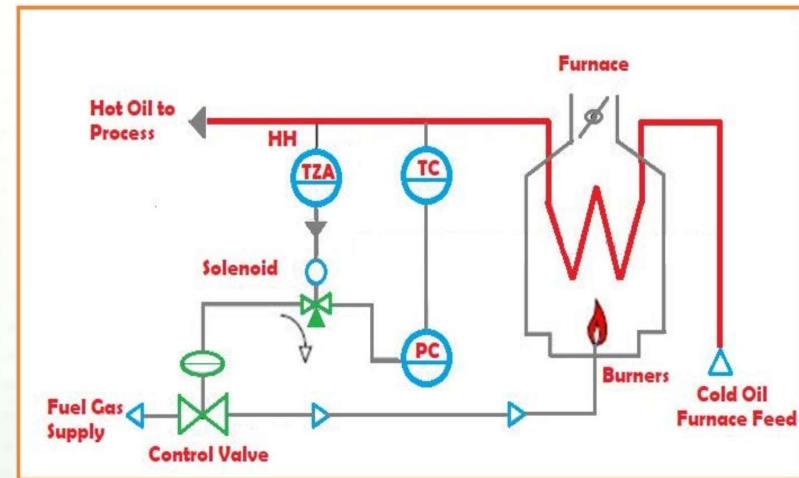 Furnace
Hot Oil to
Process
HH
TZA
TC
Solenoid
PC
Burners
Cold Oil
Furnace Feed
Fuel Gas
Supply
Control Valve